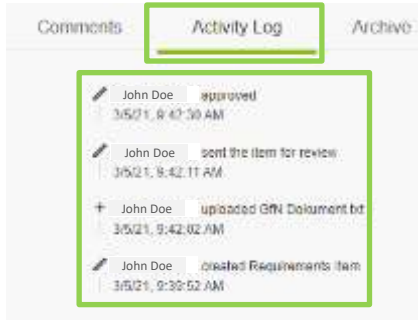 Comments Activity Log Archive
John Doe approved
3/5/21, 9:42:30 AM
John Doe sent the item for review
3/5/21, 9:42:11 AM
John Doe uploaded GfN Dokument.txt
3/5/21, 9:42:02 AM
John Doe created Requirements Item
3/5/21, 9:39:52 AM